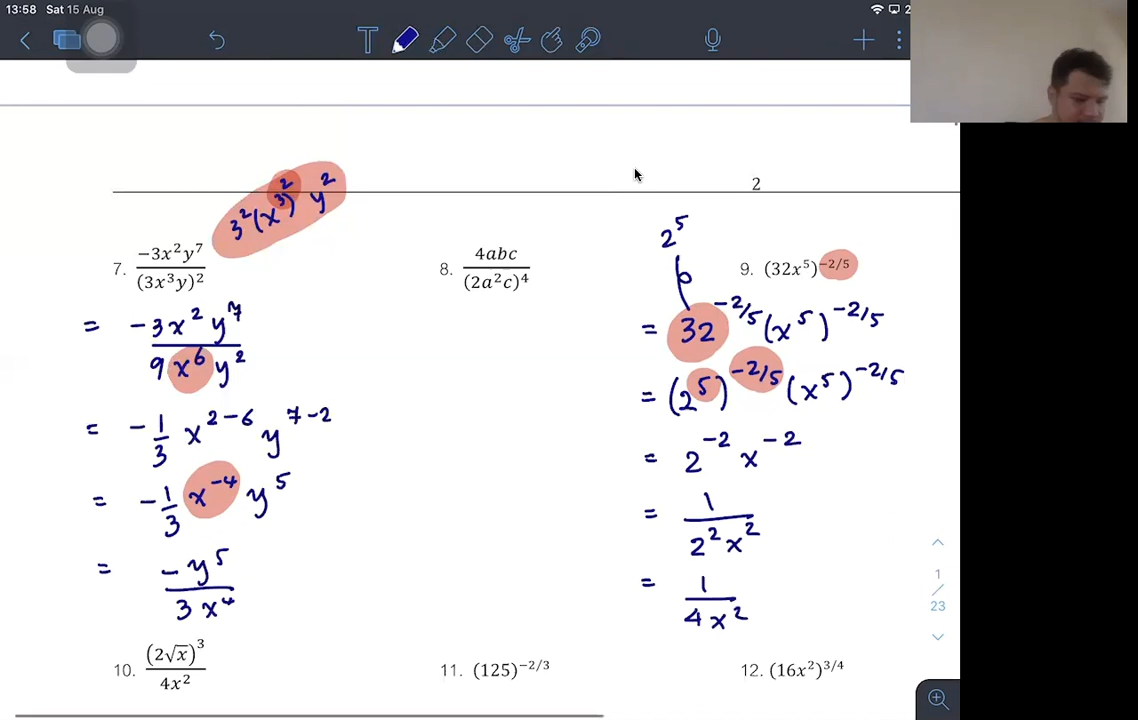 13:58 Sat 15 Aug
2
3²(x³)² y²
7. −3x²y⁷ / (3x³y)²
= −3x²y⁷ / 9x⁶y²
= −1/3 x²⁻⁶ y⁷⁻²
= −1/3 x⁻⁴ y⁵
= −y⁵ / 3x⁴
8. 4abc / (2a²c)⁴
9. (32x⁵)^−2/5
2⁵
= 32^−2/5 (x⁵)^−2/5
= (2⁵)^−2/5 (x⁵)^−2/5
= 2⁻² x⁻²
= 1 / 2²x²
= 1 / 4x²
10. (2√x)³ / 4x²
11. (125)^−2/3
12. (16x²)^3/4
1
/
23